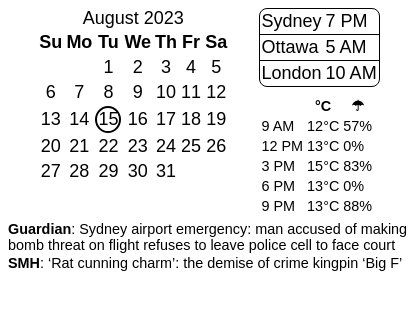 August 2023
Su Mo Tu We Th Fr Sa
1 2 3 4 5
6 7 8 9 10 11 12
13 14 15 16 17 18 19
20 21 22 23 24 25 26
27 28 29 30 31
Sydney 7 PM
Ottawa 5 AM
London 10 AM
°C ☂
9 AM 12°C 57%
12 PM 13°C 0%
3 PM 15°C 83%
6 PM 13°C 0%
9 PM 13°C 88%
Guardian: Sydney airport emergency: man accused of making
bomb threat on flight refuses to leave police cell to face court
SMH: ‘Rat cunning charm’: the demise of crime kingpin ‘Big F’